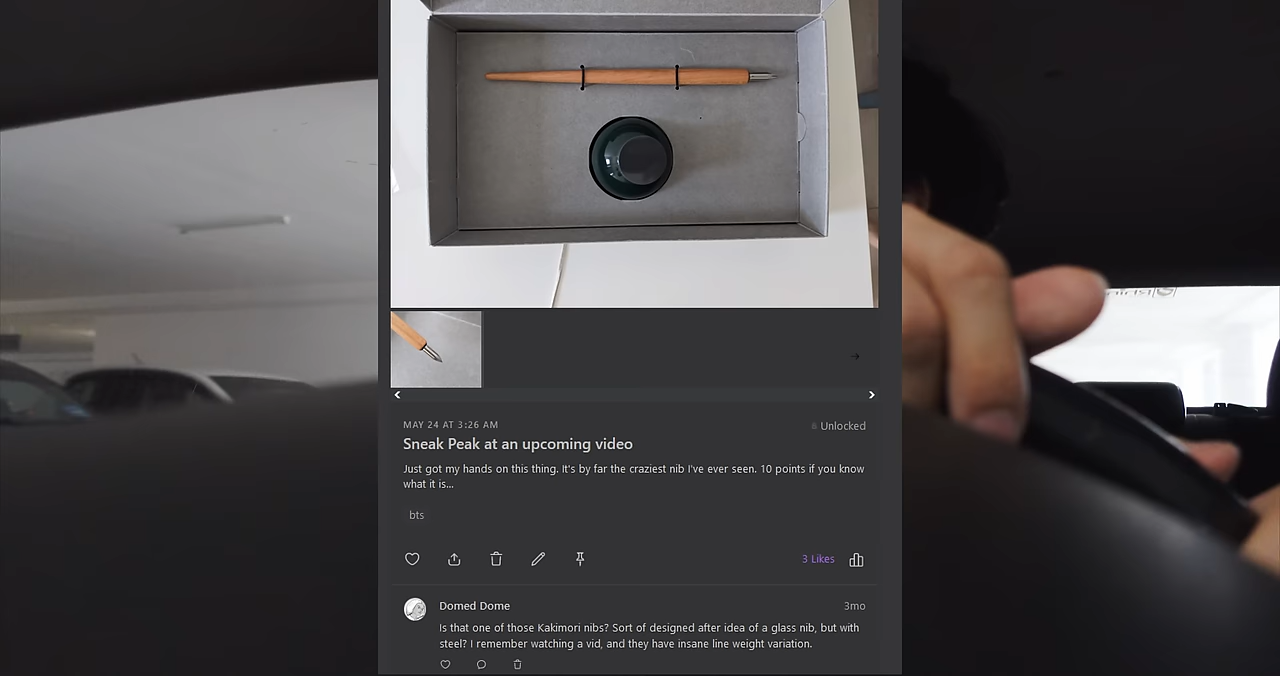 MAY 24 AT 3:26 AM
Unlocked
Sneak Peak at an upcoming video
Just got my hands on this thing. It's by far the craziest nib I've ever seen. 10 points if you know
what it is...
bts
3 Likes
Domed Dome
3mo
Is that one of those Kakimori nibs? Sort of designed after idea of a glass nib, but with
steel? I remember watching a vid, and they have insane line weight variation.